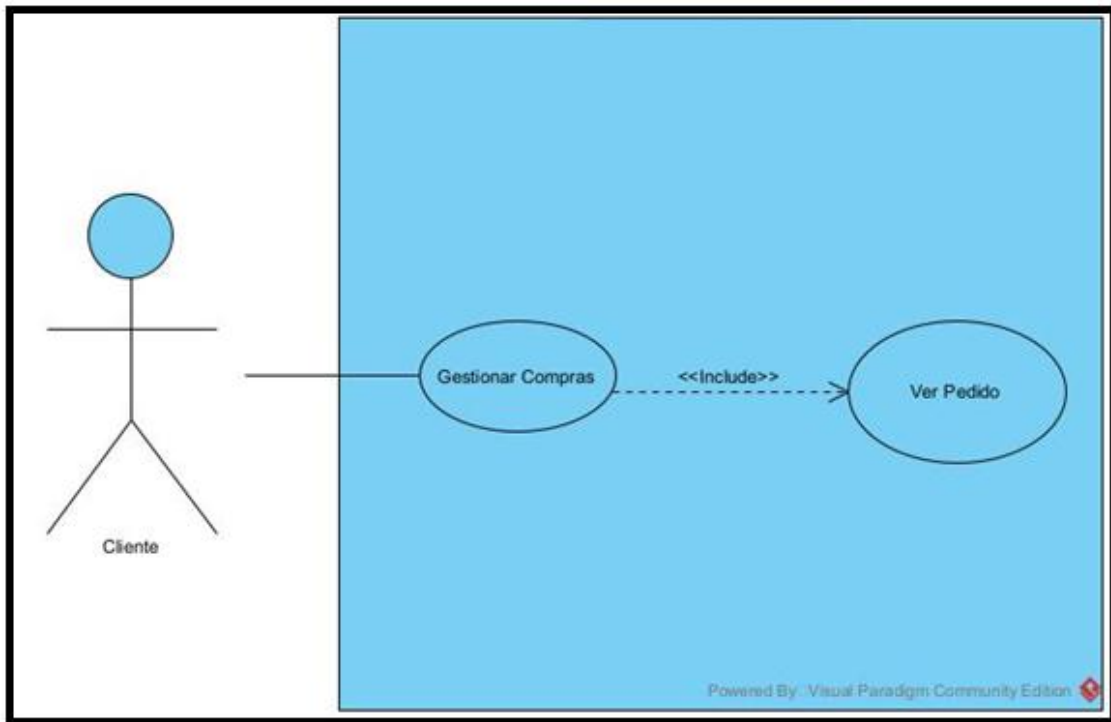 Gestionar Compras
<<Include>>
Ver Pedido
Cliente
Powered By: Visual Paradigm Community Edition